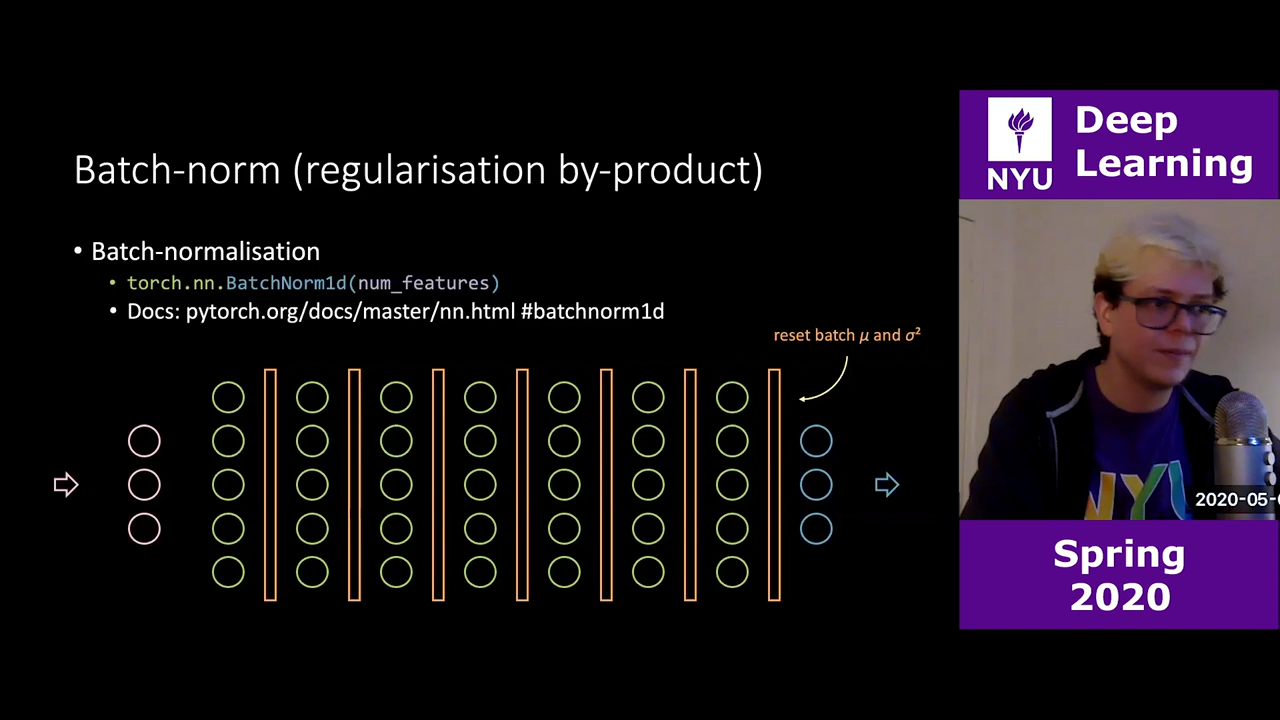 Batch-norm (regularisation by-product)
• Batch-normalisation
• torch.nn.BatchNorm1d(num_features)
• Docs: pytorch.org/docs/master/nn.html #batchnorm1d
reset batch μ and σ²
NYU
Deep
Learning
NYU
2020-05-
Spring
2020